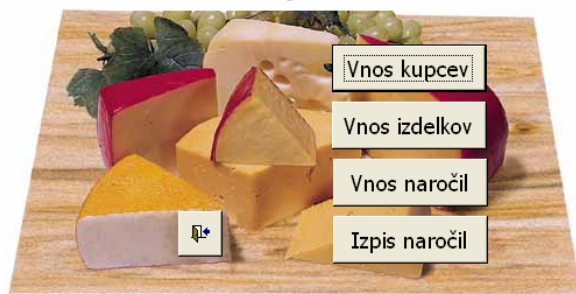 Vnos kupcev
Vnos izdelkov
Vnos naročil
Izpis naročil